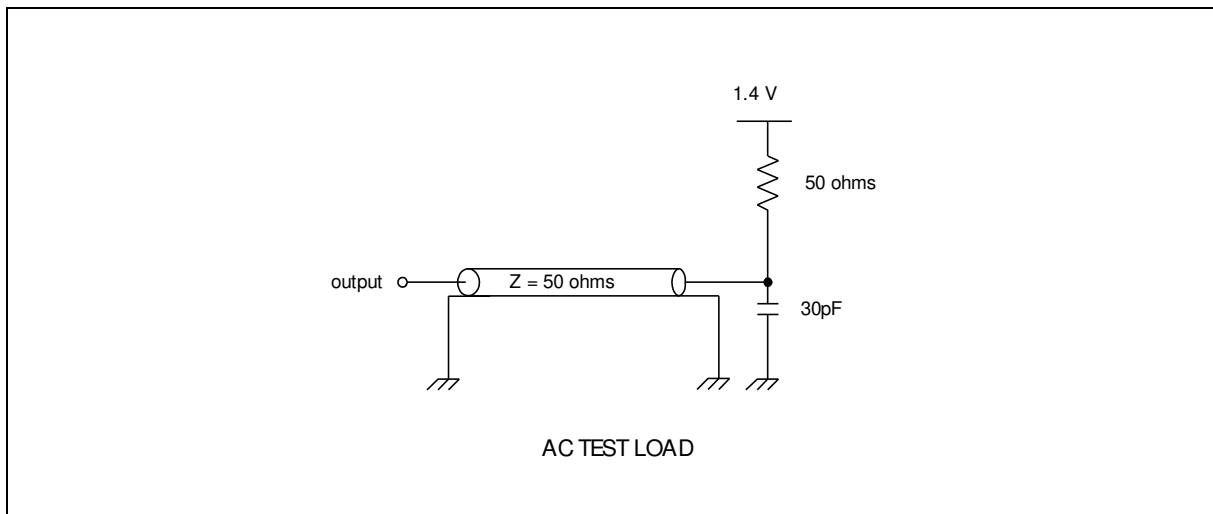 1.4 V
50 ohms
output
Z = 50 ohms
30pF
AC TEST LOAD